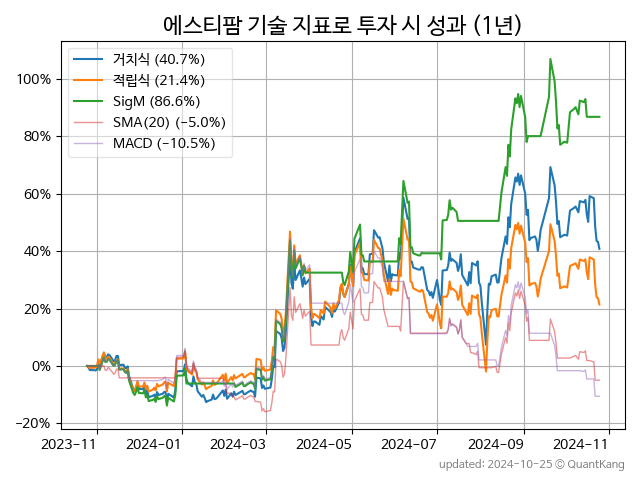 에스티팜 기술 지표로 투자 시 성과 (1년)
거치식 (40.7%)
적립식 (21.4%)
SigM (86.6%)
SMA(20) (−5.0%)
MACD (−10.5%)
100%
80%
60%
40%
20%
0%
−20%
2023-11 2024-01 2024-03 2024-05 2024-07 2024-09 2024-11
updated: 2024-10-25 © QuantKang